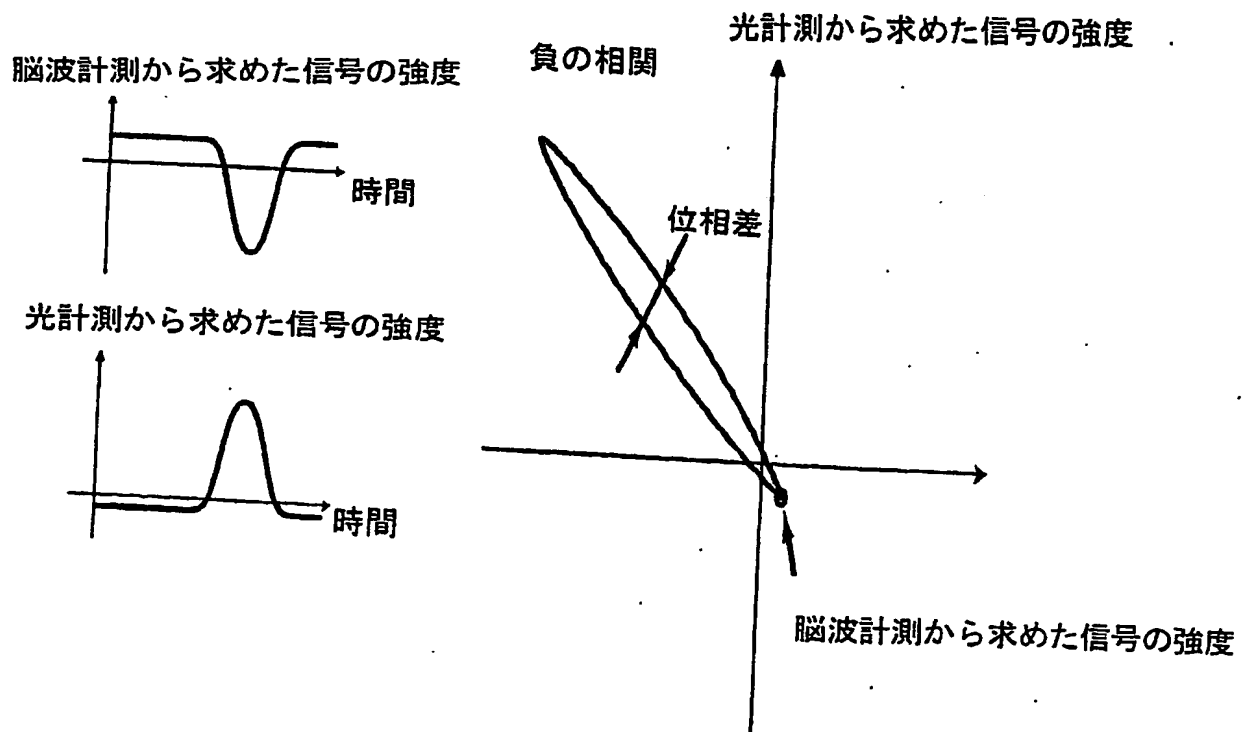 脳波計測から求めた信号の強度
時間
光計測から求めた信号の強度
時間
負の相関
光計測から求めた信号の強度
位相差
脳波計測から求めた信号の強度